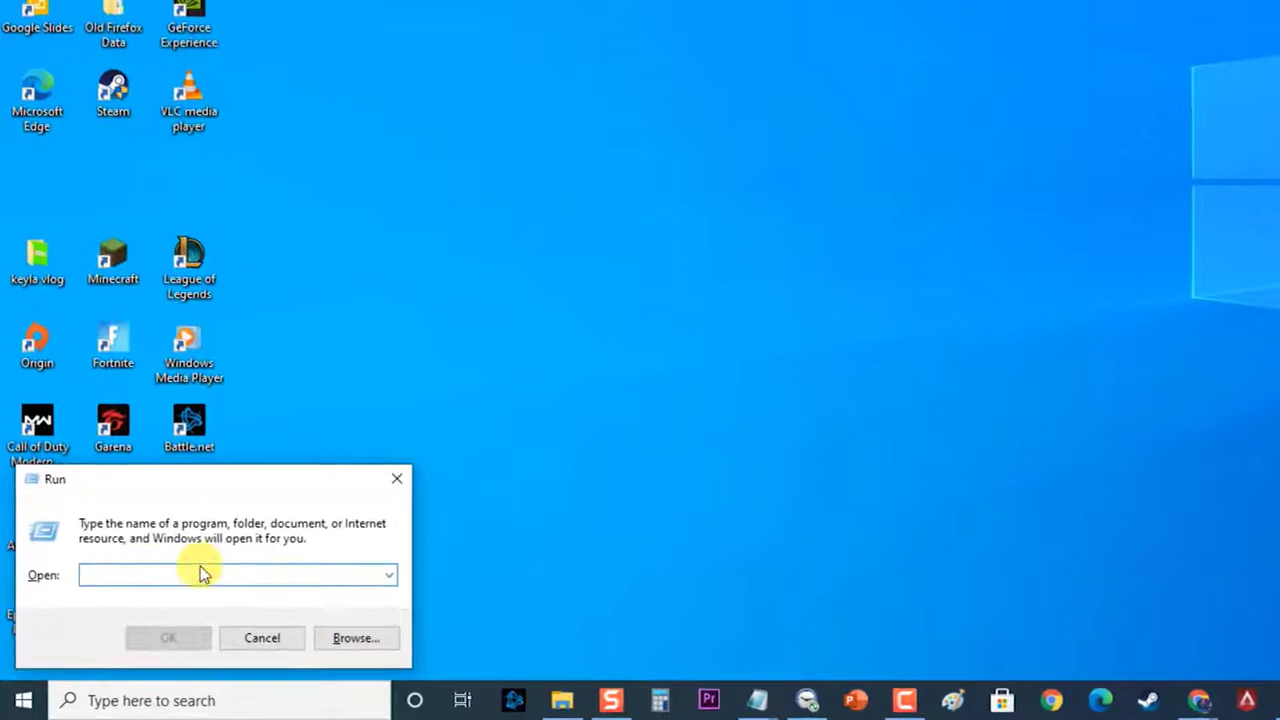 Google Slides
Old Firefox
Data
GeForce
Experience
Microsoft
Edge
Steam
VLC media
player
keyla vlog
Minecraft
League of
Legends
Origin
Fortnite
Windows
Media Player
Call of Duty
Modern...
Garena
Battle.net
Run
Type the name of a program, folder, document, or Internet
resource, and Windows will open it for you.
Open:
OK
Cancel
Browse...
Type here to search
Pr